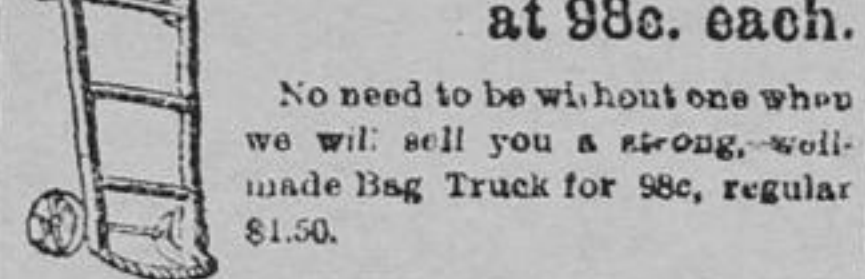 at 98c. each.
No need to be without one when
we will sell you a strong, well-
made Bag Truck for 98c, regular
$1.50.